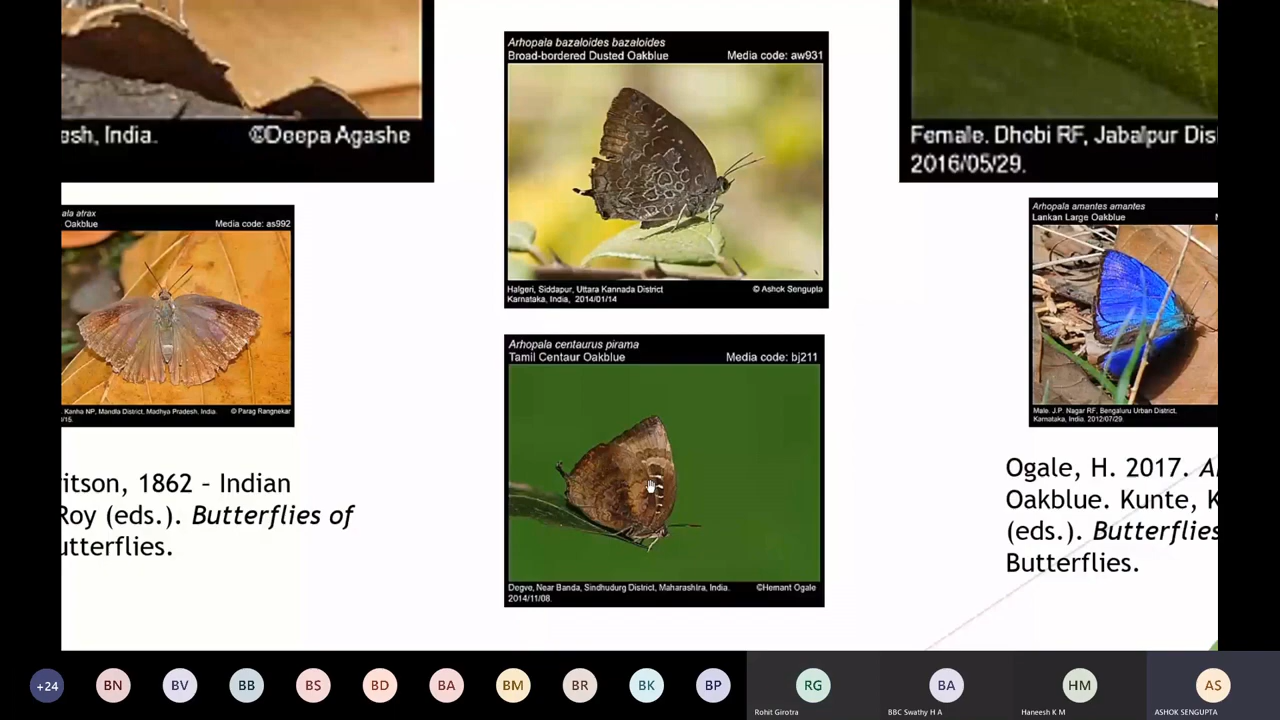 esh, India.
©Deepa Agashe
Arhopala bazaloides bazaloides
Broad-bordered Dusted Oakblue
Media code: aw931
Halgeri, Siddapur, Uttara Kannada District
Karnataka, India, 2014/01/14
© Ashok Sengupta
Female. Dhobi RF, Jabalpur Dis
2016/05/29.
ala atrax
Oakblue
Media code: as992
Kanha NP, Mandla District, Madhya Pradesh, India.
/15.
© Parag Rangnekar
Arhopala centaurus pirama
Tamil Centaur Oakblue
Media code: bj211
Degve, Near Banda, Sindhudurg District, Maharashtra, India.
2014/11/08.
©Hemant Ogale
Arhopala amantes amantes
Lankan Large Oakblue
M
Male. J.P. Nagar RF, Bengaluru Urban District,
Karnataka, India. 2012/07/29.
ritson, 1862 – Indian
Roy (eds.). Butterflies of
utterflies.
Ogale, H. 2017. A
Oakblue. Kunte, K
(eds.). Butterflies
Butterflies.
+24
BN
BV
BB
BS
BD
BA
BM
BR
BK
BP
RG
Rohit Girotra
BA
BBC Swathy H A
HM
Haneesh K M
AS
ASHOK SENGUPTA